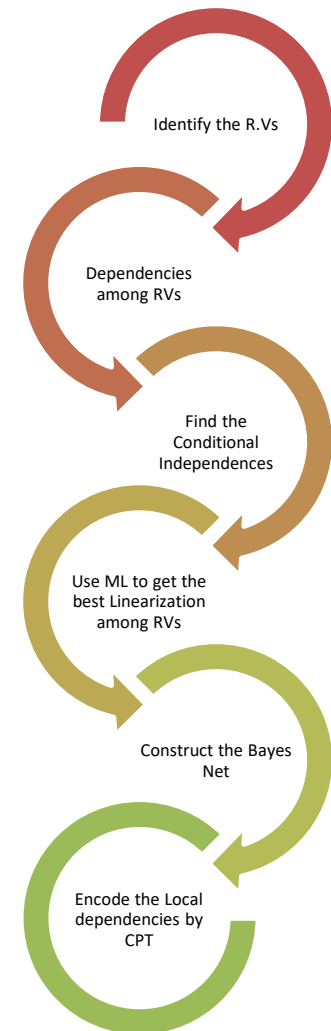 Identify the R.Vs
Dependencies
among RVs
Find the
Conditional
Independences
Use ML to get the
best Linearization
among RVs
Construct the Bayes
Net
Encode the Local
dependencies by
CPT